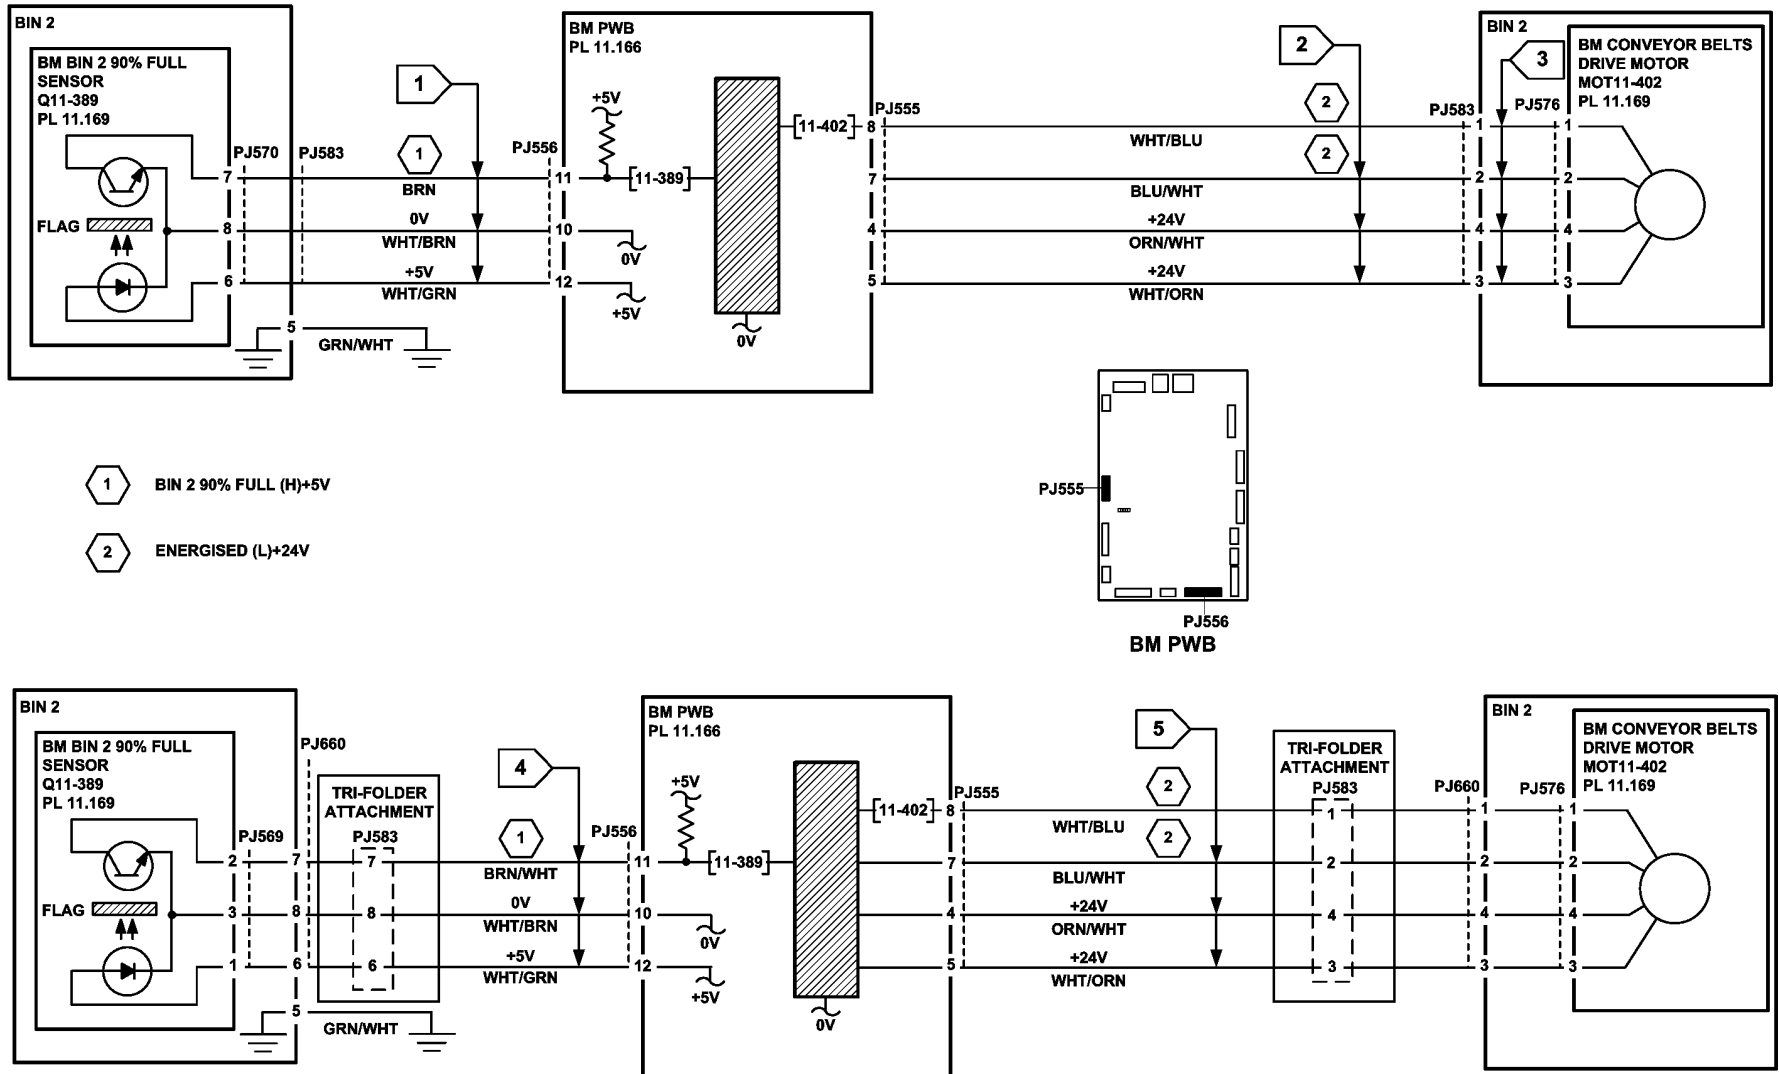 BIN 2
BM BIN 2 90% FULL
SENSOR
Q11-389
PL 11.169
FLAG
7
8
6
PJ570
PJ583
5
GRN/WHT
1
1
BRN
0V
WHT/BRN
+5V
WHT/GRN
PJ556
11
10
12
BM PWB
PL 11.166
+5V
[11-389]
0V
+5V
0V
[11-402]
8
7
4
5
PJ555
2
2
2
WHT/BLU
BLU/WHT
+24V
ORN/WHT
+24V
WHT/ORN
BIN 2
3
PJ583
PJ576
1
2
4
3
1
2
4
3
BM CONVEYOR BELTS
DRIVE MOTOR
MOT11-402
PL 11.169
1
BIN 2 90% FULL (H)+5V
2
ENERGISED (L)+24V
PJ555
PJ556
BM PWB
BIN 2
BM BIN 2 90% FULL
SENSOR
Q11-389
PL 11.169
FLAG
2
3
1
PJ569
PJ660
7
8
6
5
GRN/WHT
TRI-FOLDER
ATTACHMENT
PJ583
7
8
6
4
1
BRN/WHT
0V
WHT/BRN
+5V
WHT/GRN
PJ556
11
10
12
BM PWB
PL 11.166
+5V
[11-389]
0V
+5V
0V
[11-402]
8
7
4
5
PJ555
5
2
2
WHT/BLU
BLU/WHT
+24V
ORN/WHT
+24V
WHT/ORN
TRI-FOLDER
ATTACHMENT
PJ583
1
2
4
3
BIN 2
PJ660
PJ576
1
2
4
3
1
2
4
3
BM CONVEYOR BELTS
DRIVE MOTOR
MOT11-402
PL 11.169